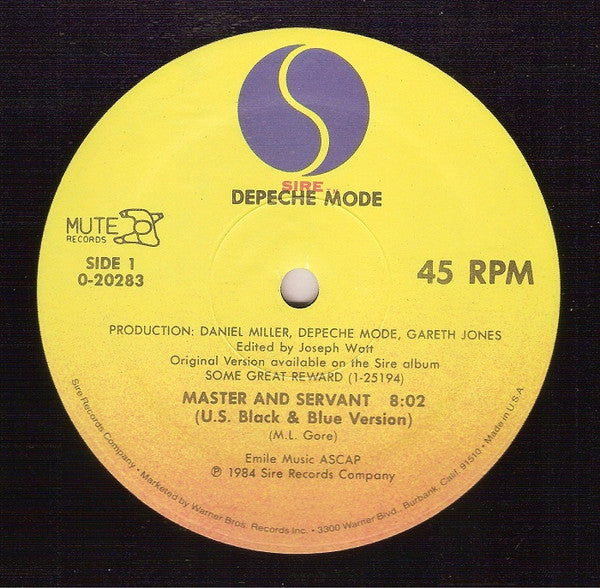 SIRE
DEPECHE MODE
MUTE
RECORDS
SIDE 1
0-20283
45 RPM
PRODUCTION: DANIEL MILLER, DEPECHE MODE, GARETH JONES
Edited by Joseph Watt
Original Version available on the Sire album
SOME GREAT REWARD (1-25194)
MASTER AND SERVANT 8:02
(U.S. Black & Blue Version)
(M.L. Gore)
Emile Music ASCAP
℗ 1984 Sire Records Company
Sire Records Company • Marketed by Warner Bros. Records Inc. • 3300 Warner Blvd., Burbank, Calif. 91510 • Made in U.S.A